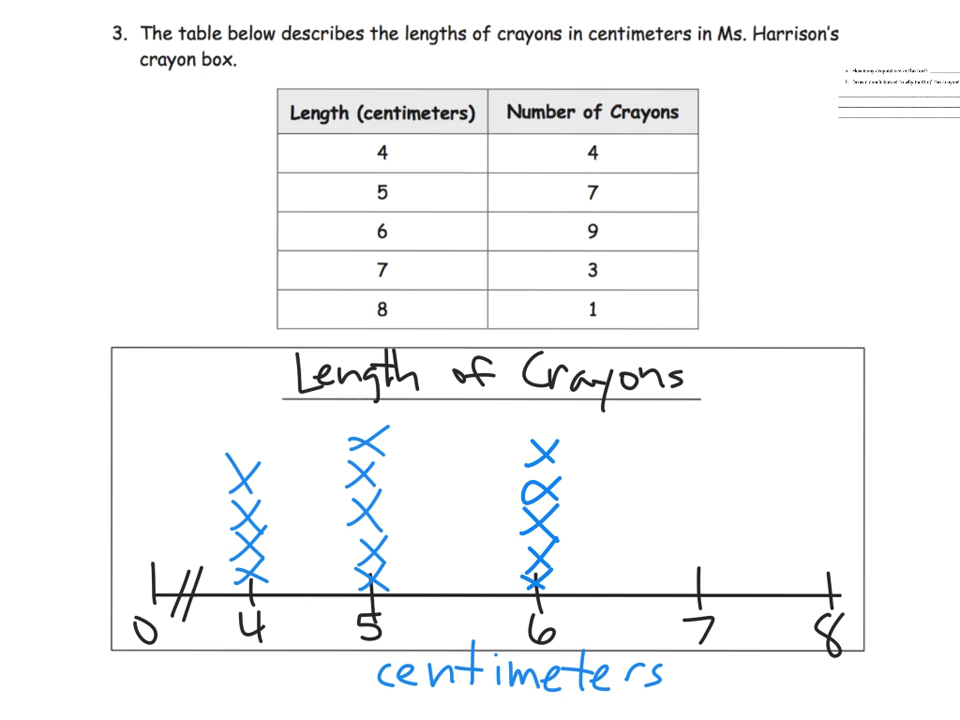 3. The table below describes the lengths of crayons in centimeters in Ms. Harrison's
crayon box.
Length (centimeters) Number of Crayons
4 4
5 7
6 9
7 3
8 1
Length of Crayons
X X X X
X X X X X
X X X X X
0 4 5 6 7 8
centimeters